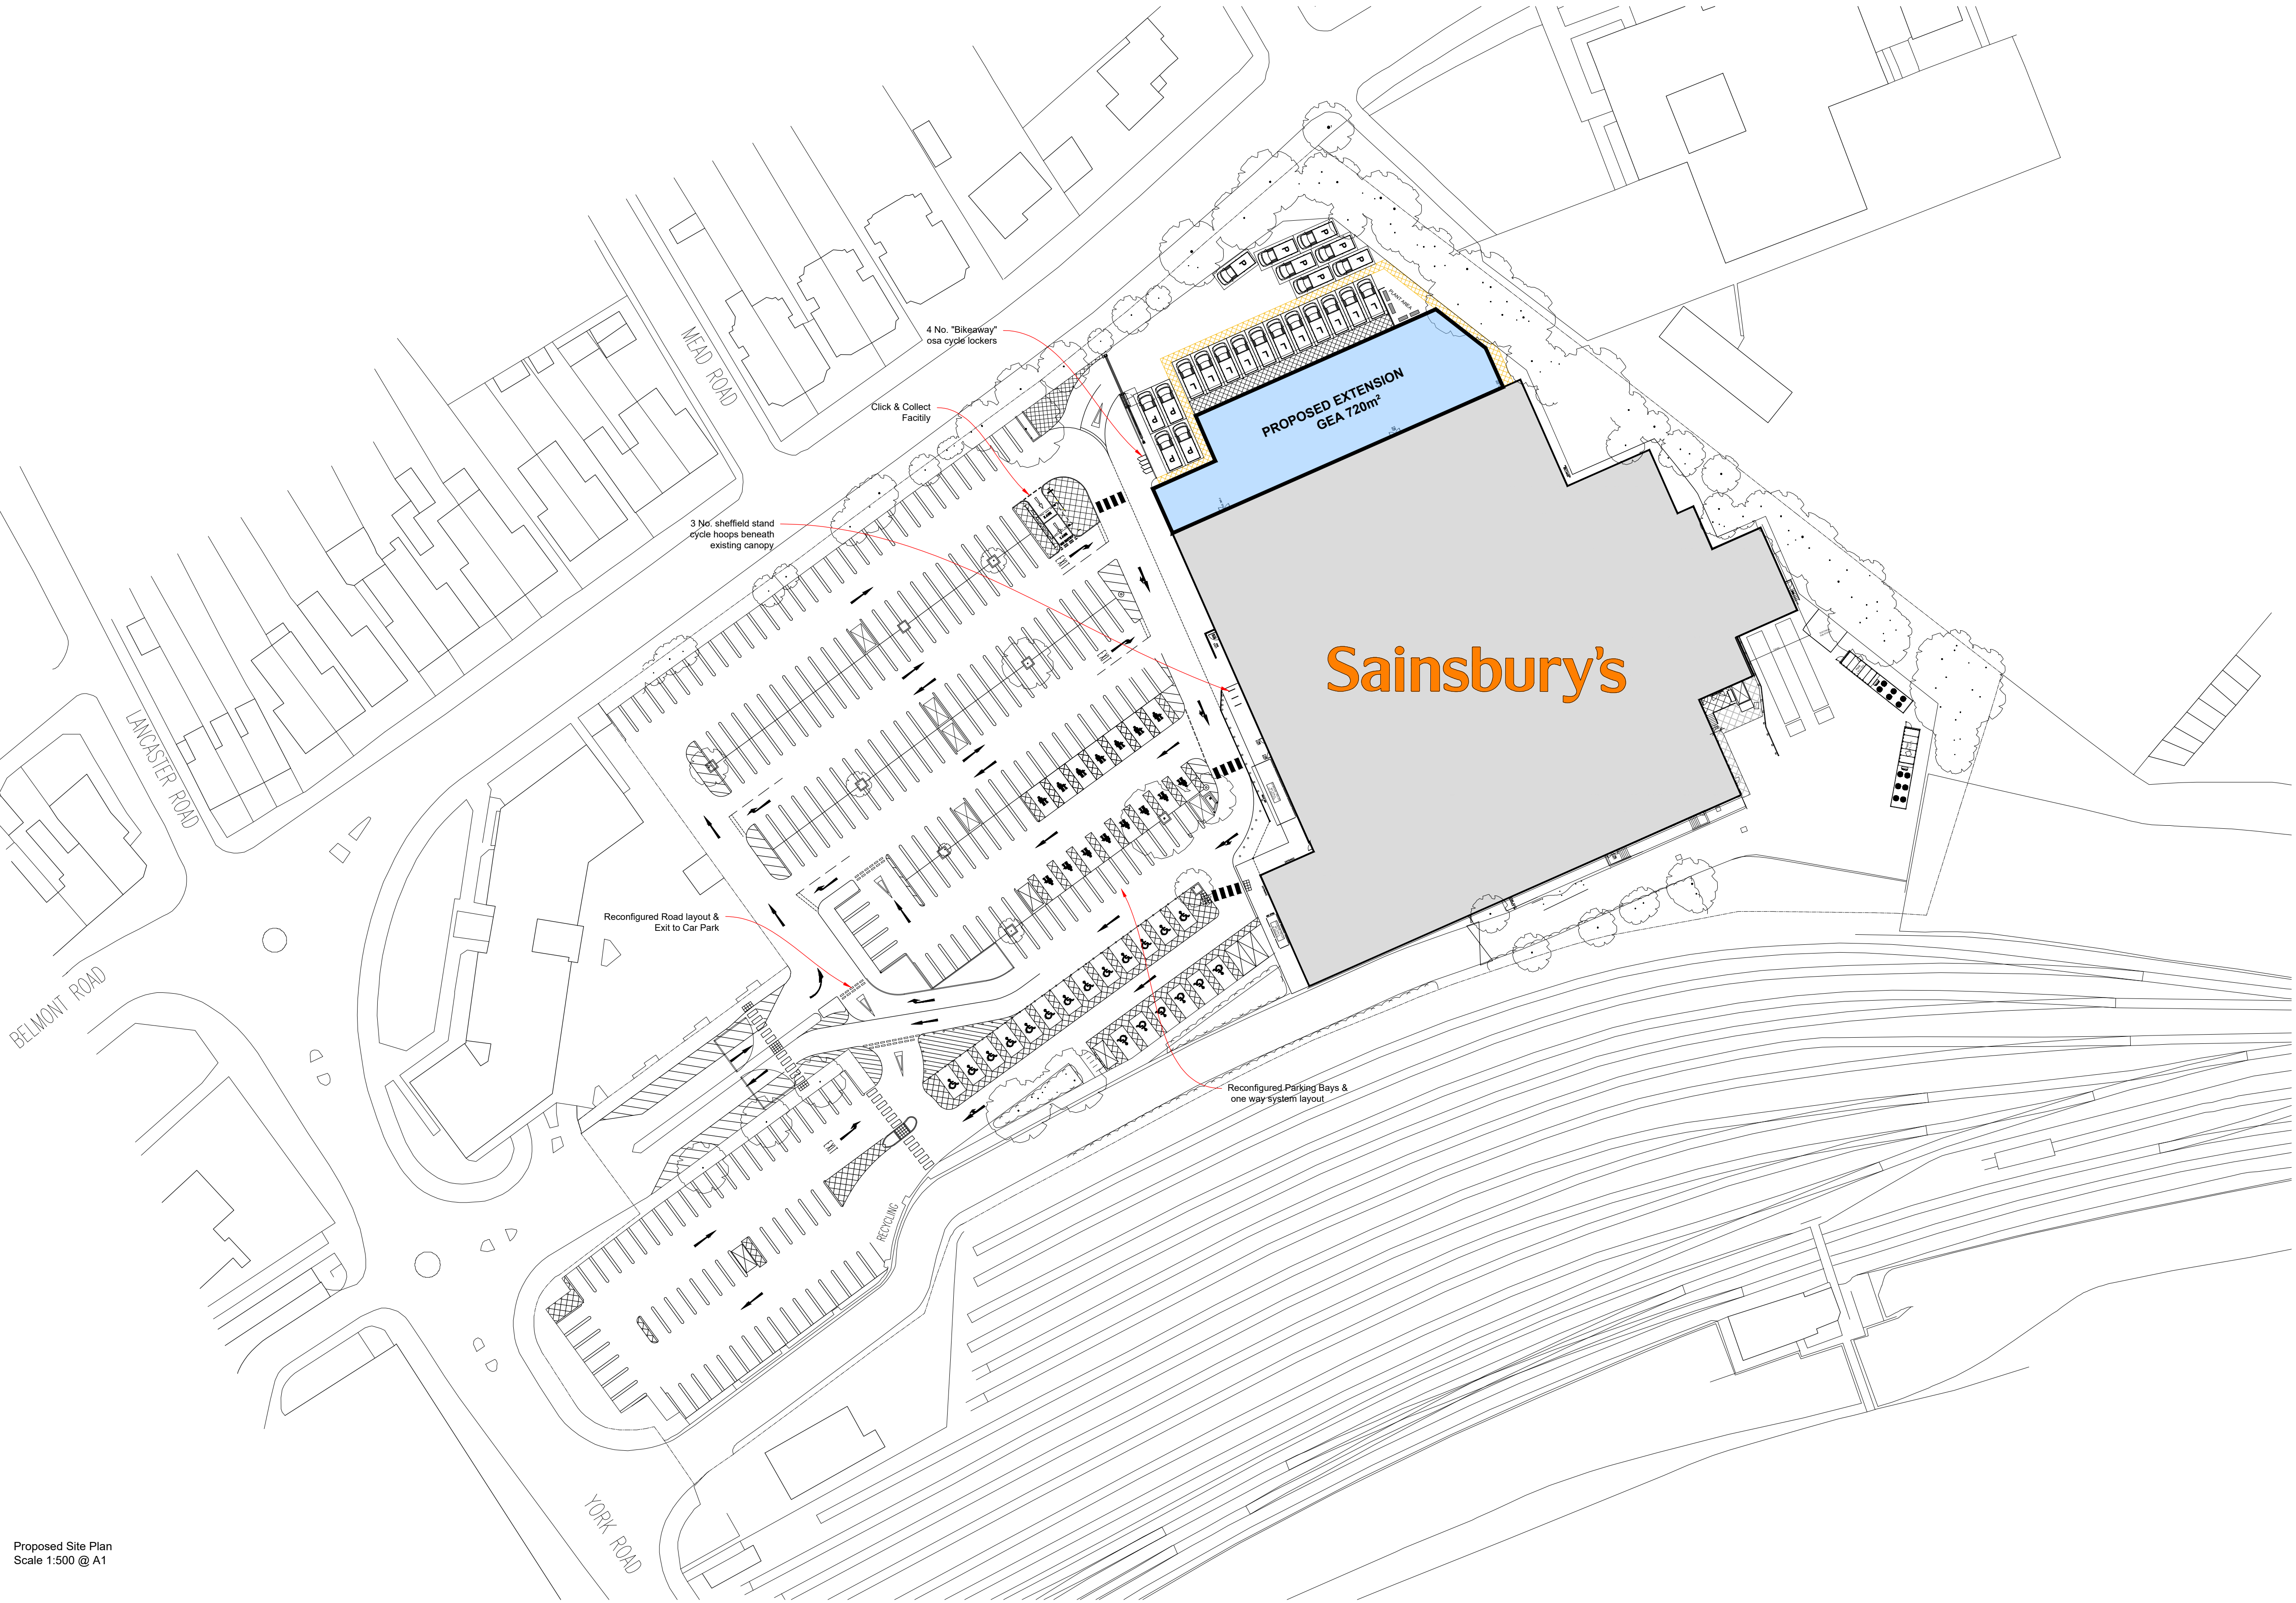 MEAD ROAD
4 No. "Bikeaway"
osa cycle lockers
PLANT AREA
PROPOSED EXTENSION
GEA 720m²
Click & Collect
Facitily
3 No. sheffield stand
cycle hoops beneath
existing canopy
Sainsbury's
LANCASTER ROAD
Reconfigured Road layout &
Exit to Car Park
BELMONT ROAD
Reconfigured Parking Bays &
one way system layout
RECYCLING
YORK ROAD
Proposed Site Plan
Scale 1:500 @ A1